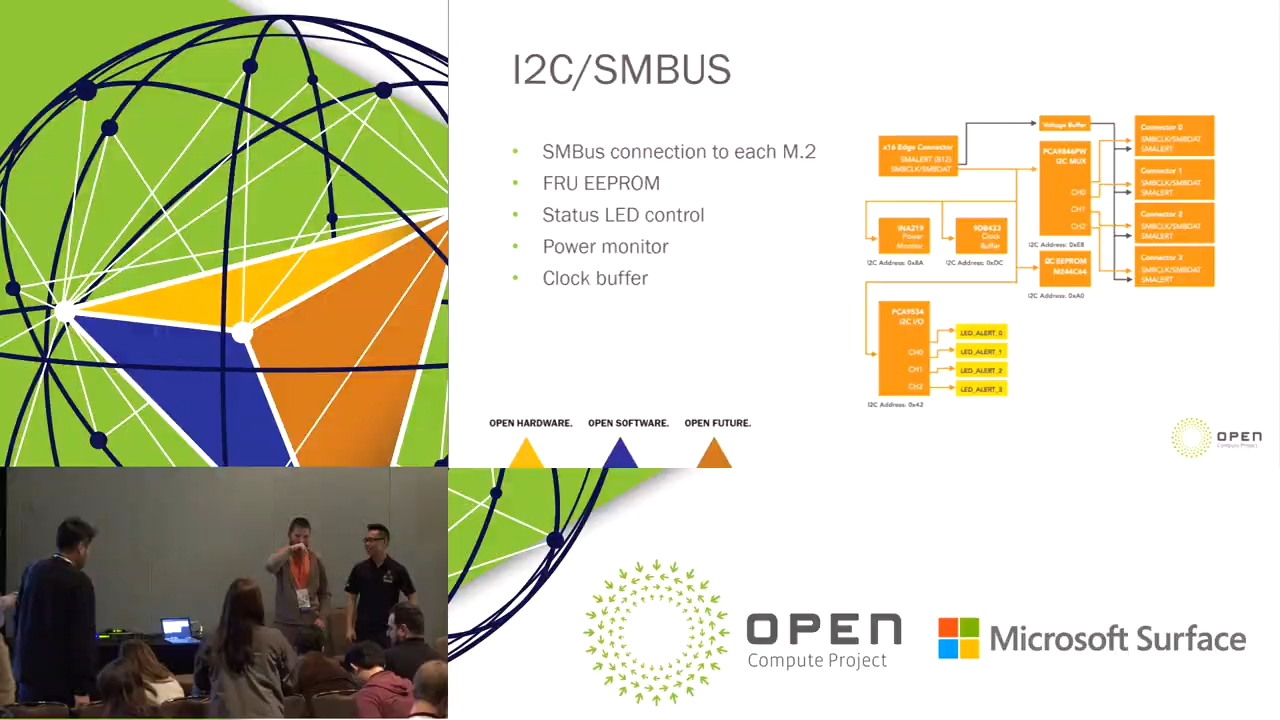 I2C/SMBUS
• SMBus connection to each M.2
• FRU EEPROM
• Status LED control
• Power monitor
• Clock buffer
x16 Edge Connector
SMALERT (B12)
SMBCLK/SMBDAT
Voltage Buffer
PCA9846PW
I2C MUX
CH0
CH1
CH2
I2C Address: 0xE8
Connector 0
SMBCLK/SMBDAT
SMALERT
Connector 1
SMBCLK/SMBDAT
SMALERT
Connector 2
SMBCLK/SMBDAT
SMALERT
Connector 3
SMBCLK/SMBDAT
SMALERT
INA219
Power
Monitor
I2C Address: 0x8A
9DB433
Clock
Buffer
I2C Address: 0xDC
I2C EEPROM
M24AC64
I2C Address: 0xA0
PCA9534
I2C I/O
CH0
CH1
CH2
I2C Address: 0x42
LED_ALERT_0
LED_ALERT_1
LED_ALERT_2
LED_ALERT_3
OPEN HARDWARE. OPEN SOFTWARE. OPEN FUTURE.
OPEN
Compute Project
OPEN
Compute Project
Microsoft Surface